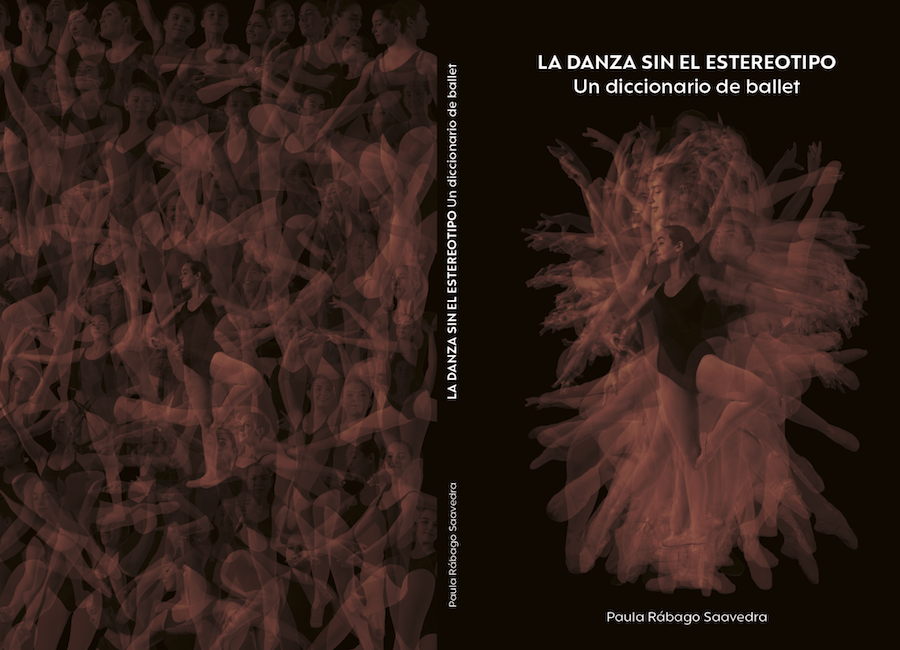 LA DANZA SIN EL ESTEREOTIPO Un diccionario de ballet
Paula Rábago Saavedra
LA DANZA SIN EL ESTEREOTIPO
Un diccionario de ballet
Paula Rábago Saavedra